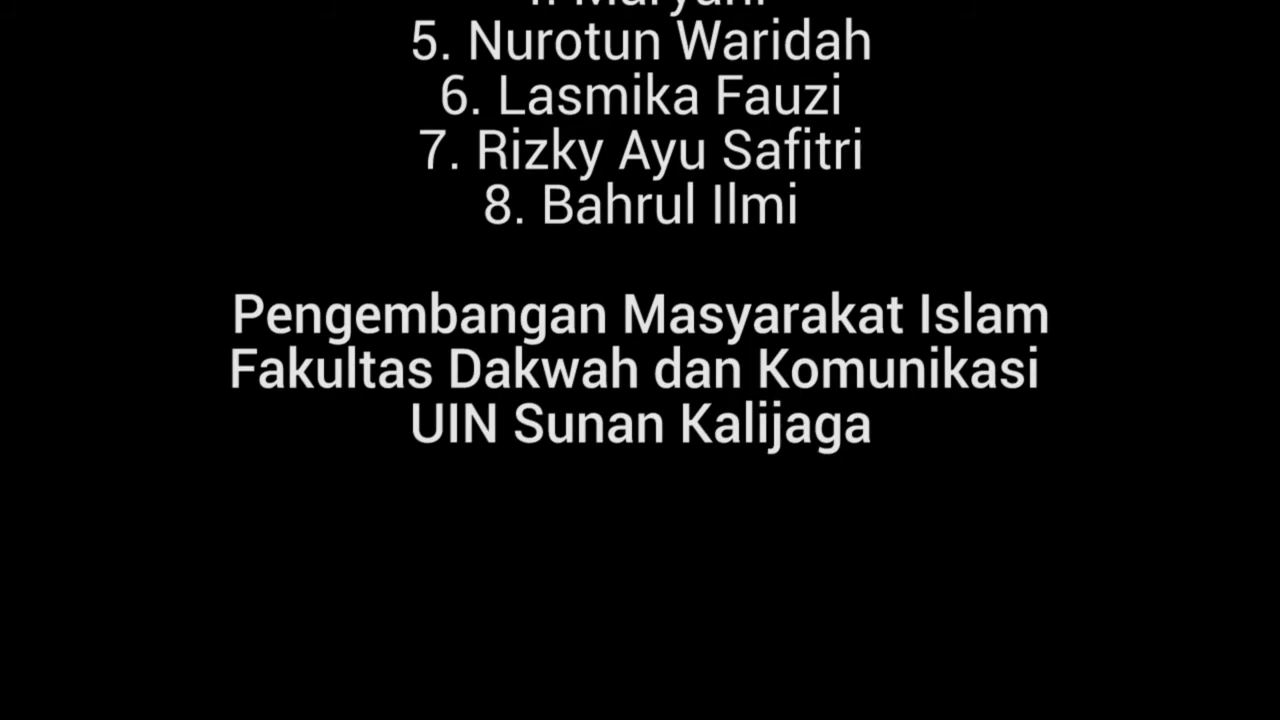 5. Nurotun Waridah
6. Lasmika Fauzi
7. Rizky Ayu Safitri
8. Bahrul Ilmi
Pengembangan Masyarakat Islam
Fakultas Dakwah dan Komunikasi
UIN Sunan Kalijaga